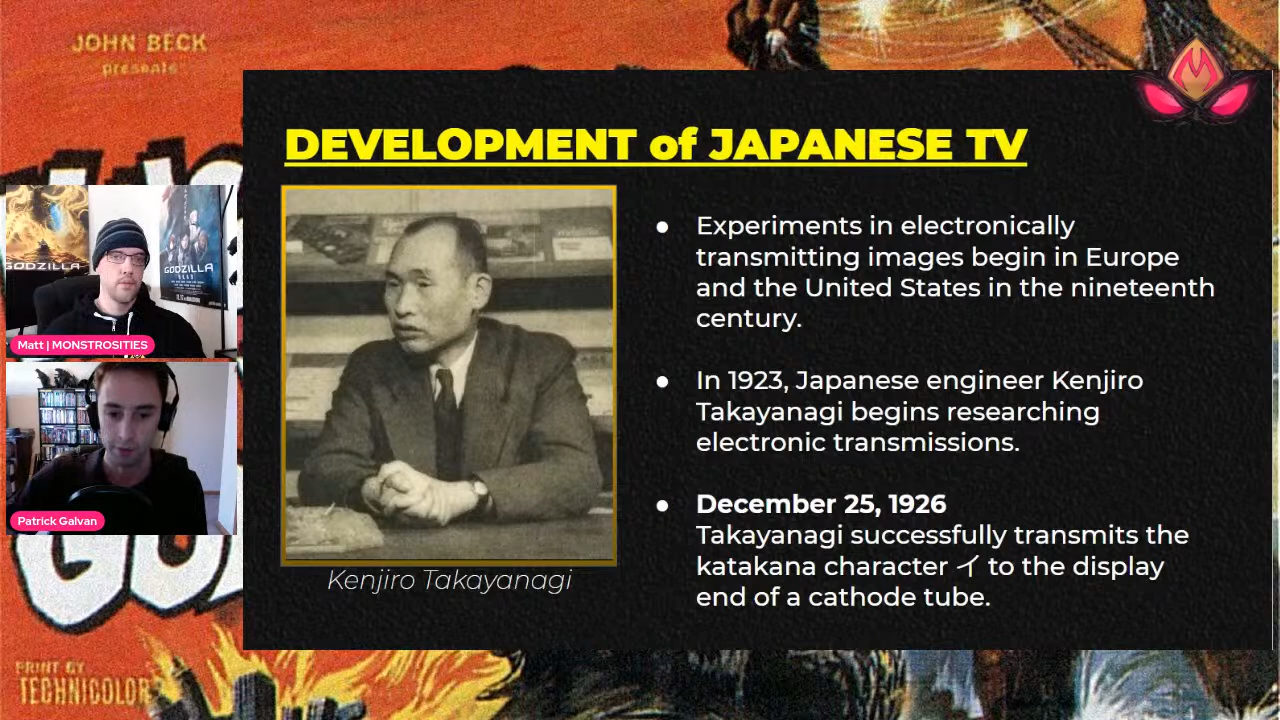 JOHN BECK
presents
DEVELOPMENT of JAPANESE TV
GODZILLA
GODZILLA
Matt | MONSTROSITIES
Patrick Galvan
Kenjiro Takayanagi
● Experiments in electronically
transmitting images begin in Europe
and the United States in the nineteenth
century.
● In 1923, Japanese engineer Kenjiro
Takayanagi begins researching
electronic transmissions.
● December 25, 1926
Takayanagi successfully transmits the
katakana character イ to the display
end of a cathode tube.
PRINT BY
TECHNICOLOR